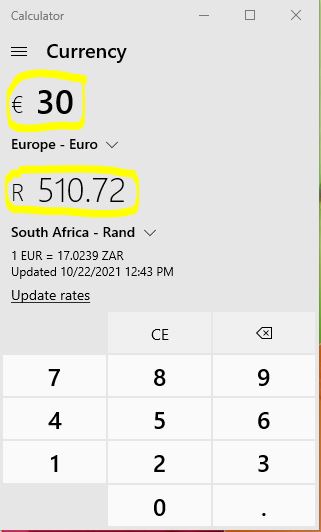 Calculator
Currency
€ 30
Europe - Euro
R 510.72
South Africa - Rand
1 EUR = 17.0239 ZAR
Updated 10/22/2021 12:43 PM
Update rates
CE
7 8 9
4 5 6
1 2 3
0 .